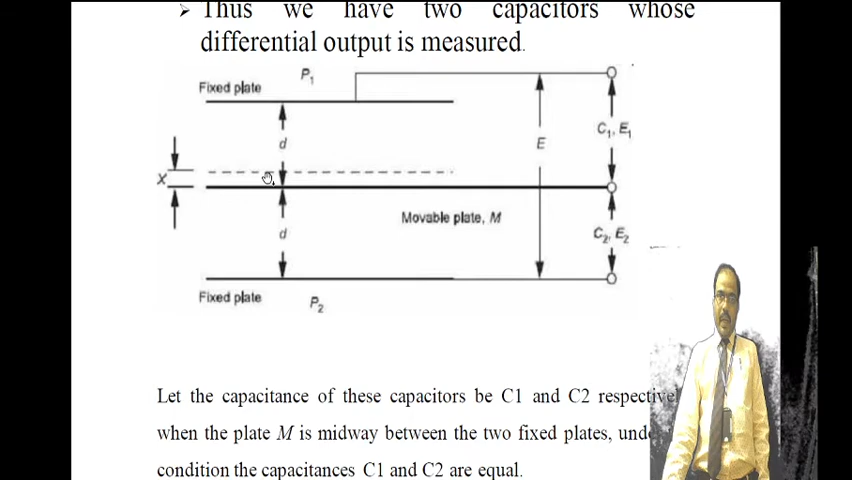 ➢ Thus we have two capacitors whose
differential output is measured.
P1
Fixed plate
C1, E1
d
E
X
Movable plate, M
d
C2, E2
Fixed plate
P2
Let the capacitance of these capacitors be C1 and C2
when the plate M is midway between the two fixed plates,
condition the capacitances C1 and C2 are equal.